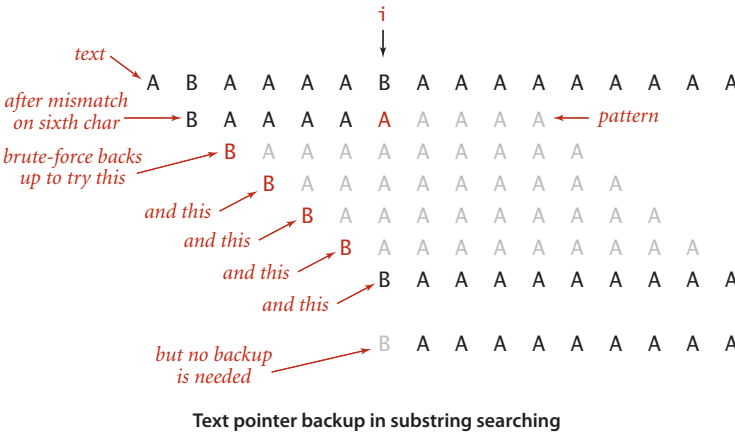 i
text
A B A A A A B A A A A A A A A A
after mismatch
on sixth char
B A A A A A A A A A
pattern
brute-force backs
up to try this
B A A A A A A A A A
and this
B A A A A A A A A A
and this
B A A A A A A A A A
and this
B A A A A A A A A A
and this
B A A A A A A A A A
but no backup
is needed
B A A A A A A A A A
Text pointer backup in substring searching